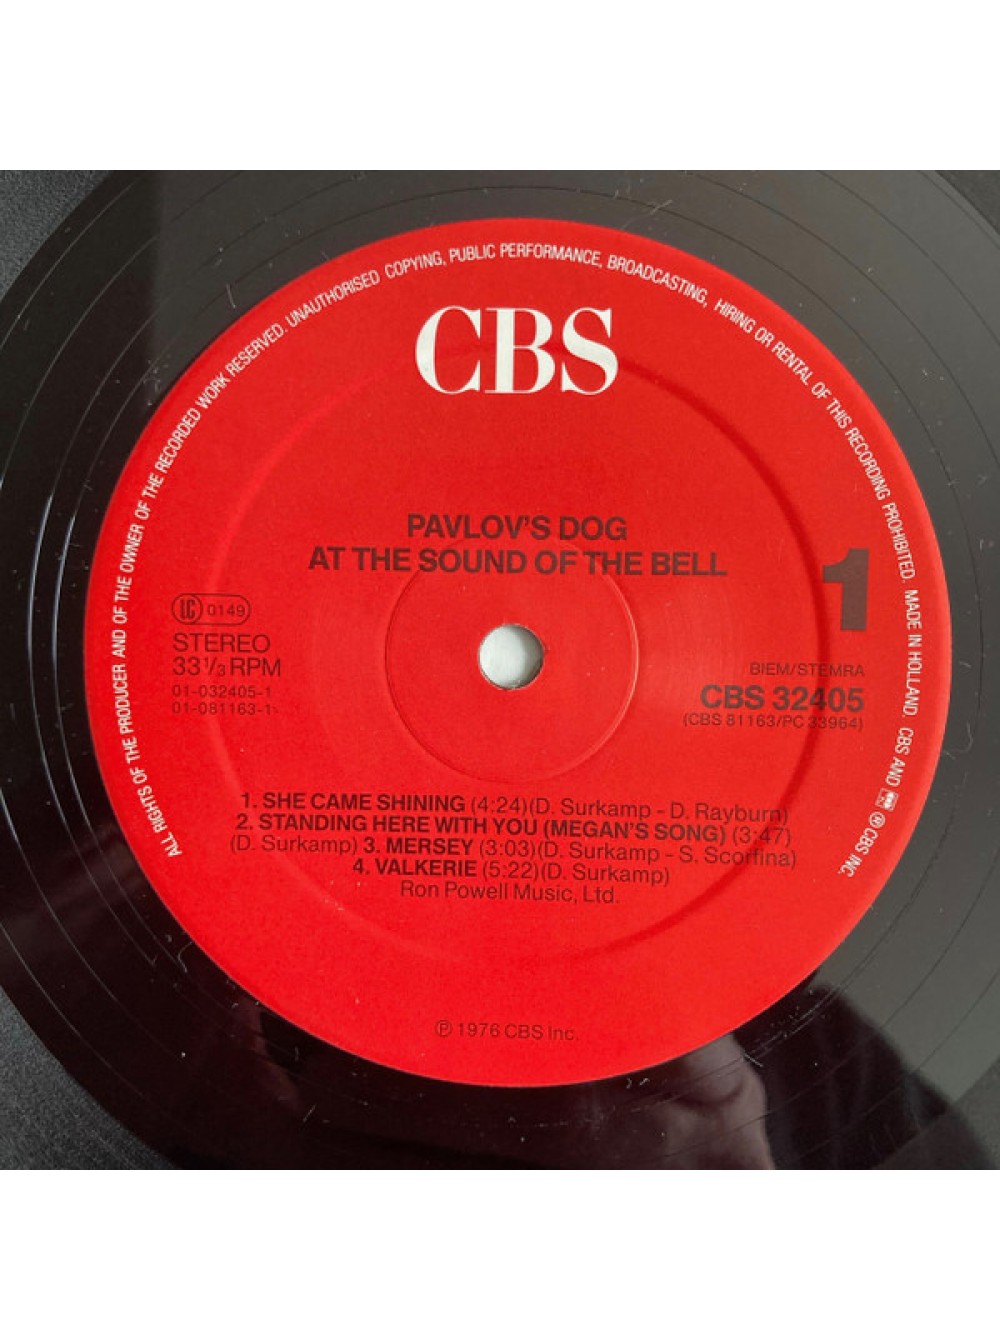 ALL RIGHTS OF THE PRODUCER AND OF THE OWNER OF THE RECORDED WORK RESERVED. UNAUTHORISED COPYING, PUBLIC PERFORMANCE, BROADCASTING, HIRING OR RENTAL OF THIS RECORDING PROHIBITED. MADE IN HOLLAND. CBS AND ® CBS INC.
CBS
PAVLOV'S DOG
AT THE SOUND OF THE BELL
1
LC 0149
STEREO
33 1/3 RPM
01-032405-1
01-081163-1
BIEM/STEMRA
CBS 32405
(CBS 81163/PC 33964)
1. SHE CAME SHINING (4:24)(D. Surkamp - D. Rayburn)
2. STANDING HERE WITH YOU (MEGAN'S SONG) (3:47)
(D. Surkamp) 3. MERSEY (3:03)(D. Surkamp - S. Scorfina)
4. VALKERIE (5:22)(D. Surkamp)
Ron Powell Music, Ltd.
℗ 1976 CBS Inc.